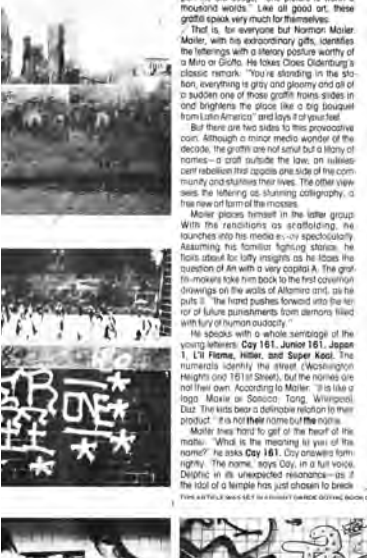 thousand words." Like all good art, these
graffiti speak very much for themselves.
That is, for everyone but Norman Mailer.
Mailer, with his extraordinary gifts, identifies
the letterings with a literary posture worthy of
a Miro or Giotto. He takes Claes Oldenburg's
classic remark: "You're standing in the sta-
tion, everything is gray and gloomy and all of
a sudden one of those graffiti trains slides in
and brightens the place like a big bouquet
from Latin America" and lays it at your feet.
But there are two sides to this provocative
coin. Although a minor media wonder of the
decade, the graffiti are not smut but a litany of
names—a craft outside the law, an adoles-
cent rebellion that appalls one side of the com-
munity and stultifies their lives. The other view
sees the lettering as stunning calligraphy, a
free new art form of the masses.
Mailer places himself in the latter group.
With the renditions as scaffolding, he
launches into his media essay spectacularly.
Assuming his familiar fighting stance, he
flails about for lofty insights as he faces the
question of Art with a very capital A. The graf-
fiti-makers take him back to the first cavemen
drawings on the walls of Altamira and, as he
puts it "the hand pushes forward into the ter-
ror of future punishments from demons filled
with fury of human audacity."
He speaks with a whole semblage of the
young letterers: Cay 161, Junior 161, Japan
1, L'il Flame, Hitler, and Super Kool. The
numerals identify the street (Washington
Heights and 161st Street), but the names are
not their own. According to Mailer: "It is like a
logo. Moxie or Socono; Tang, Whirlpool,
Duz. The kids bear a definable relation to their
product." It is not their name but the name.
Mailer tries hard to get at the heart of the
matter. "What is the meaning to you of the
name?" he asks Cay 161. Cay answers forth-
rightly. "The name," says Cay, in a full voice,
Delphic in its unexpected resonance—as if
the idol of a temple has just chosen to break
THIS ARTICLE WAS SET IN AVANT GARDE GOTHIC BOOK
ONE